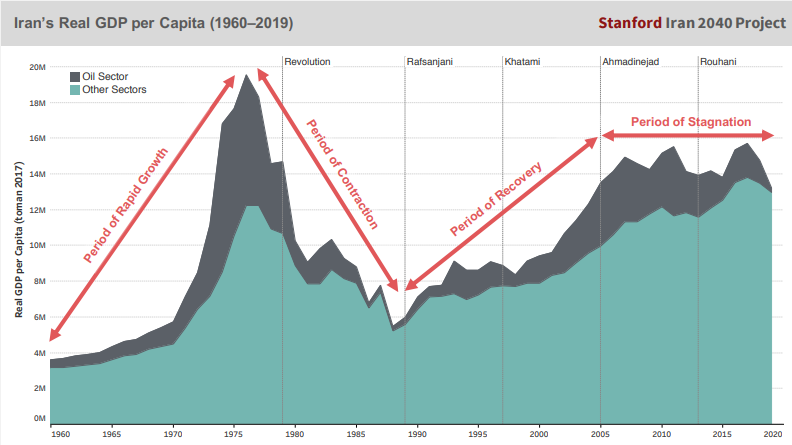 Iran's Real GDP per Capita (1960–2019)
Stanford Iran 2040 Project
Revolution
Rafsanjani
Khatami
Ahmadinejad
Rouhani
20M
18M
16M
14M
12M
10M
8M
6M
4M
2M
0M
Real GDP per Capita (toman 2017)
Oil Sector
Other Sectors
Period of Rapid Growth
Period of Contraction
Period of Recovery
Period of Stagnation
1960
1965
1970
1975
1980
1985
1990
1995
2000
2005
2010
2015
2020